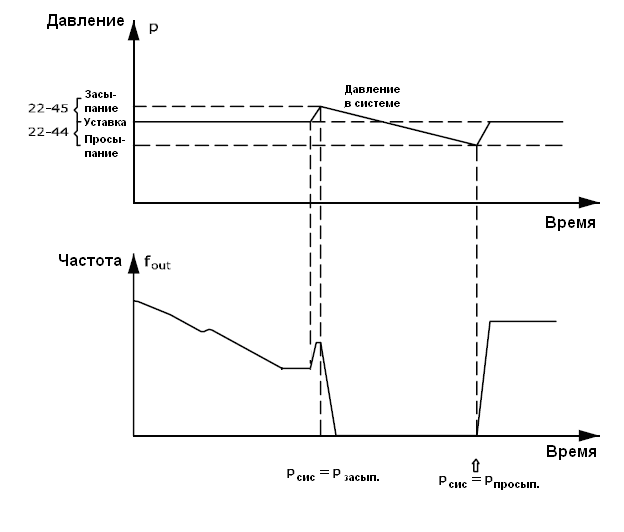 Давление
p
22-45
Засы-
пание
Уставка
22-44
Просы-
пание
Давление
в системе
Время
Частота
fout
Время
pсис = pзасып.
pсис = pпросып.